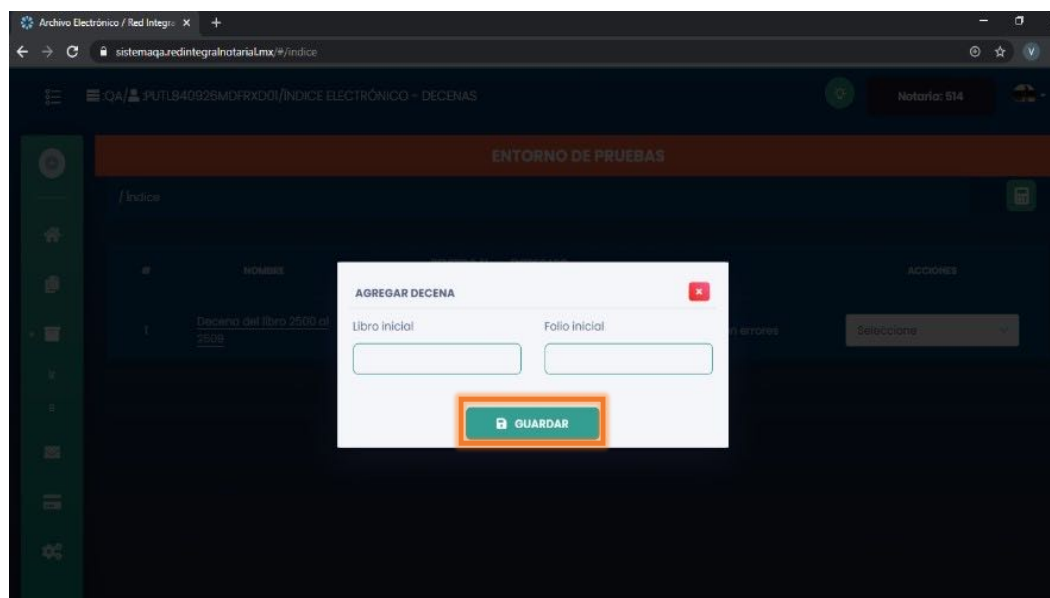 Archivo Electrónico / Red Integra
sistemaqa.redintegralnotarial.mx/#/indice
V
:QA/ :PUTL840926MDFRXD01/ÍNDICE ELECTRÓNICO - DECENAS
Notaría: 514
ENTORNO DE PRUEBAS
/ Índice
# NOMBRE ACCIONES
AGREGAR DECENA
Libro inicial Folio inicial
1 Decena del libro 2500 al 2509 errores Seleccione
GUARDAR